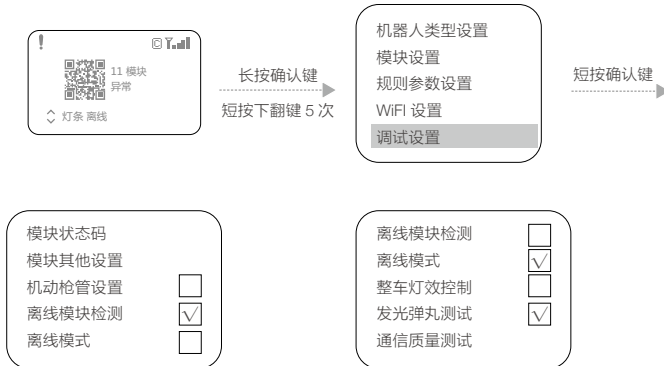 !
C
11 模块
异常
灯条 离线
长按确认键
短按下翻键 5 次
机器人类型设置
模块设置
规则参数设置
WiFI 设置
调试设置
短按确认键
模块状态码
模块其他设置
机动枪管设置
离线模块检测 √
离线模式
离线模块检测
离线模式 √
整车灯效控制
发光弹丸测试 √
通信质量测试